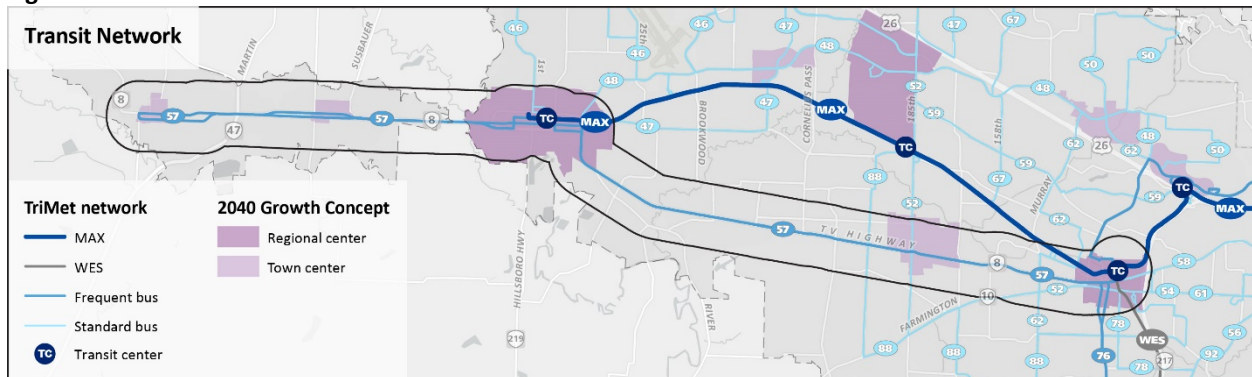 Transit Network
TriMet network
MAX
WES
Frequent bus
Standard bus
TC Transit center
2040 Growth Concept
Regional center
Town center
8
57
47
MARTIN
SUSBAUER
57
8
46
1st
TC
25th
46
48
MAX
47
46
BROOKWOOD
47
48
47
CORNELIUS PASS
MAX
26
47
67
52
185th
59
TC
88
52
158th
67
59
50
50
48
48
62
26
62
50
MURRAY
59
62
TC
MAX
57
TV HIGHWAY
8
57
10
52
FARMINGTON
TC
58
54
61
62
78
56
WES
88
88
88
76
78
217
92
HILLSBORO HWY
219
RIVER